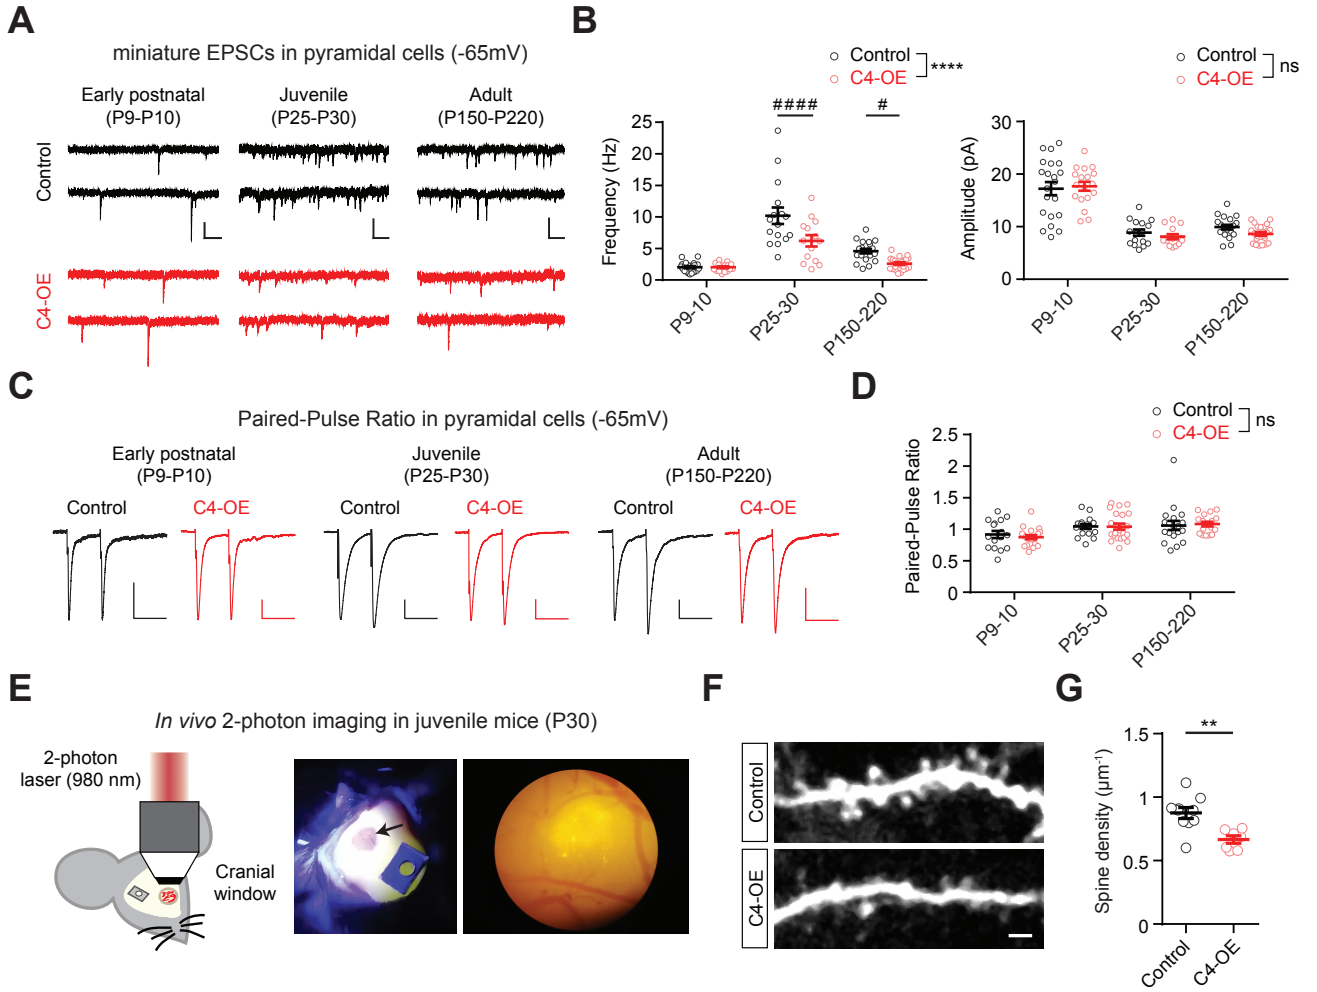 A
miniature EPSCs in pyramidal cells (-65mV)
Early postnatal
(P9-P10)
Juvenile
(P25-P30)
Adult
(P150-P220)
Control
C4-OE
B
Control
C4-OE
****
####
#
Frequency (Hz)
25
20
15
10
5
0
P9-10
P25-30
P150-220
Control
C4-OE
ns
Amplitude (pA)
30
20
10
0
P9-10
P25-30
P150-220
C
Paired-Pulse Ratio in pyramidal cells (-65mV)
Early postnatal
(P9-P10)
Juvenile
(P25-P30)
Adult
(P150-P220)
Control
C4-OE
Control
C4-OE
Control
C4-OE
D
Control
C4-OE
ns
Paired-Pulse Ratio
2.5
2
1.5
1
0.5
0
P9-10
P25-30
P150-220
E
In vivo 2-photon imaging in juvenile mice (P30)
2-photon
laser (980 nm)
Cranial
window
F
Control
C4-OE
G
**
Spine density (μm⁻¹)
1.5
1
0.5
0
Control
C4-OE